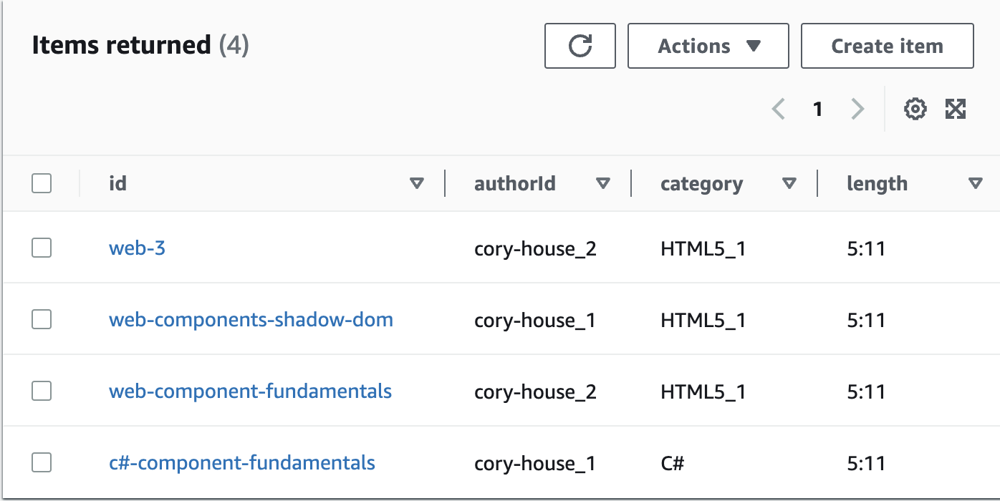 Items returned (4)
Actions
Create item
1
id authorId category length
web-3 cory-house_2 HTML5_1 5:11
web-components-shadow-dom cory-house_1 HTML5_1 5:11
web-component-fundamentals cory-house_2 HTML5_1 5:11
c#-component-fundamentals cory-house_1 C# 5:11